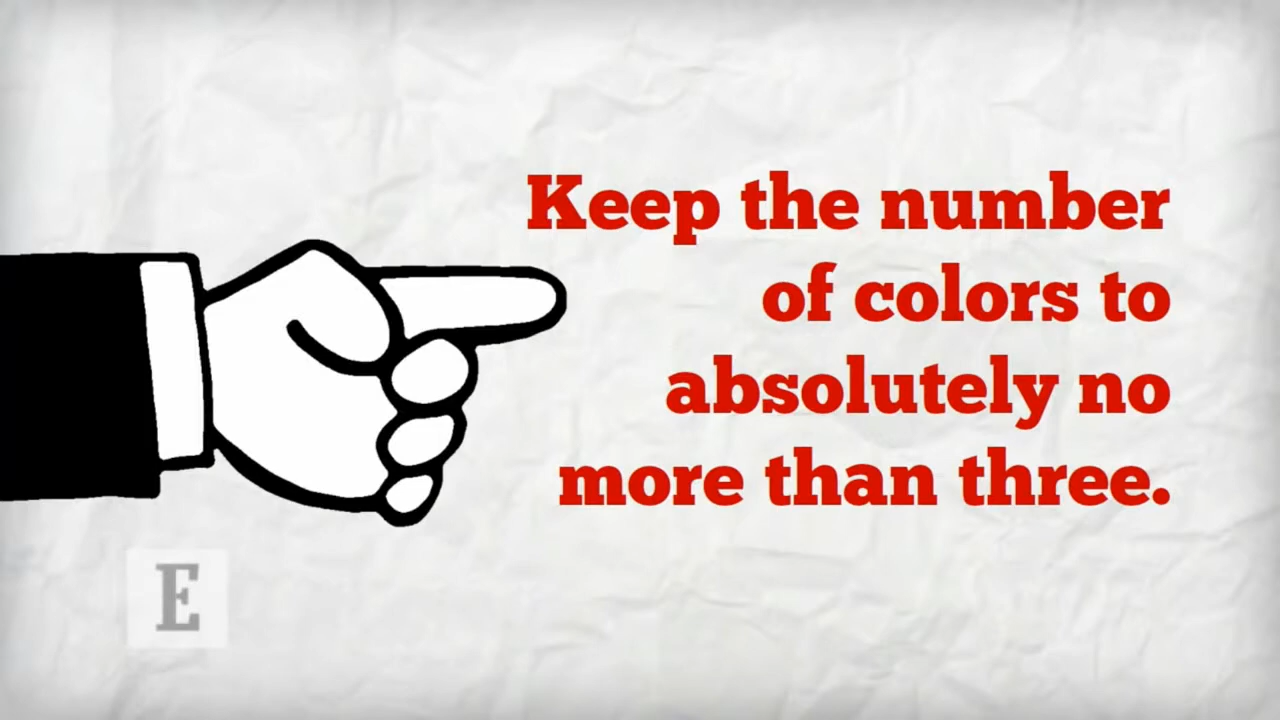 Keep the number
of colors to
absolutely no
more than three.
E